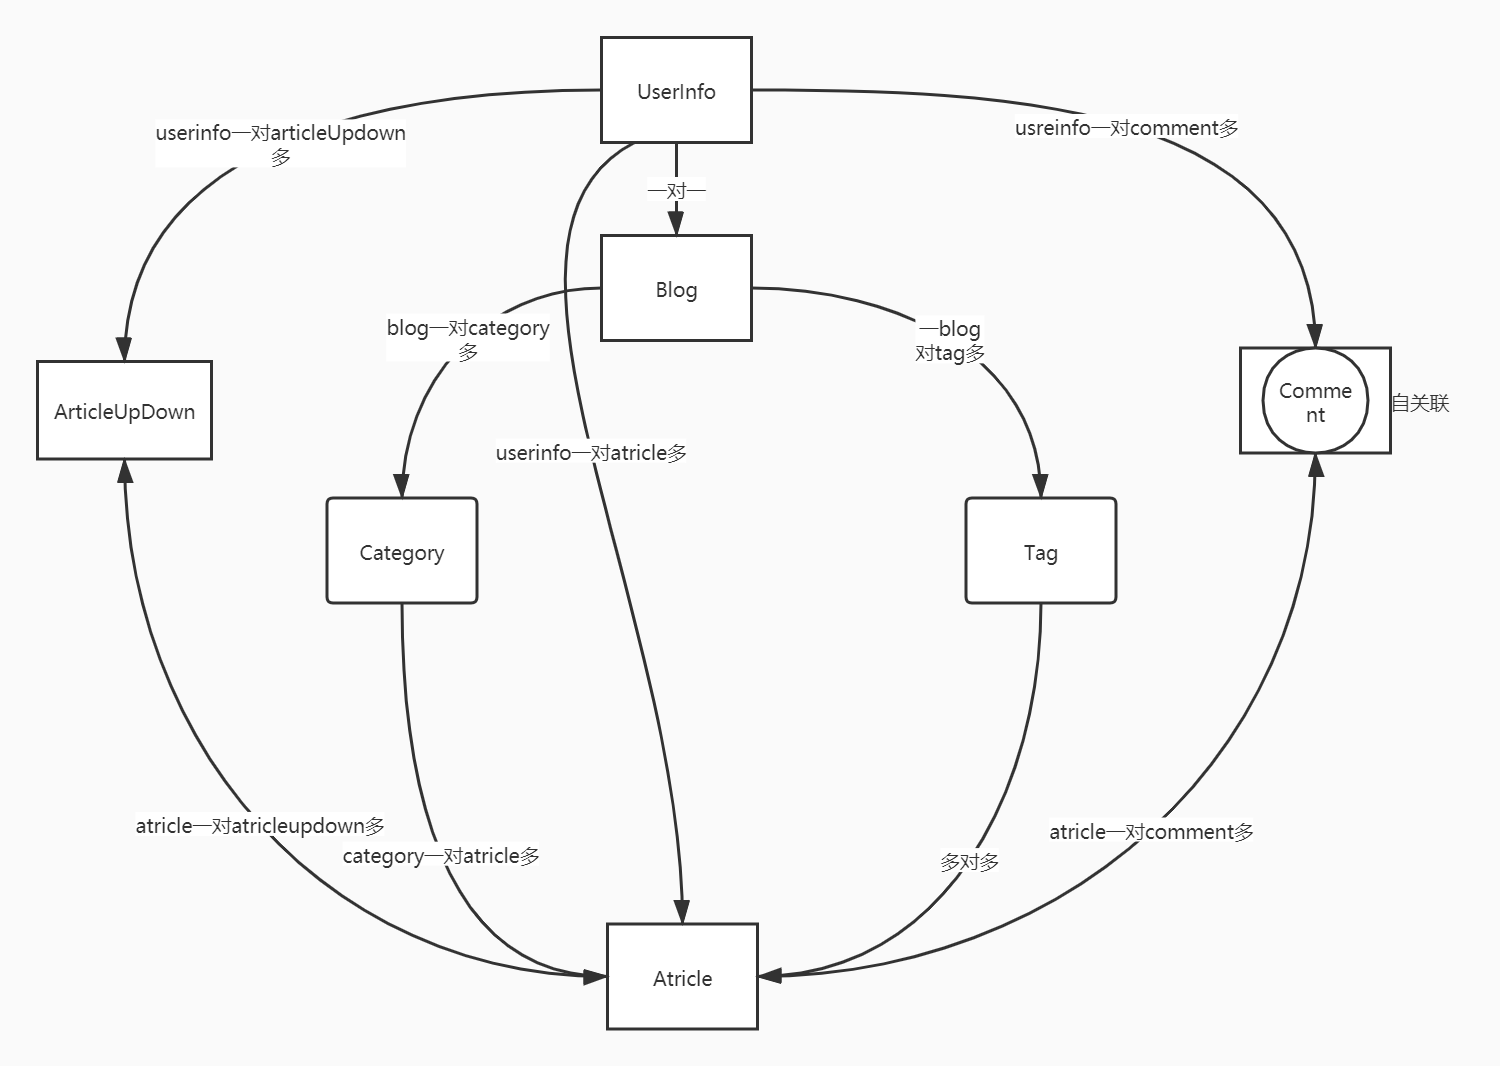 UserInfo
userinfo一对articleUpdown
多
usreinfo一对comment多
一对一
Blog
blog一对category
多
一blog
对tag多
ArticleUpDown
Comme
nt
自关联
userinfo一对atricle多
Category
Tag
atricle一对atricleupdown多
category一对atricle多
多对多
atricle一对comment多
Atricle